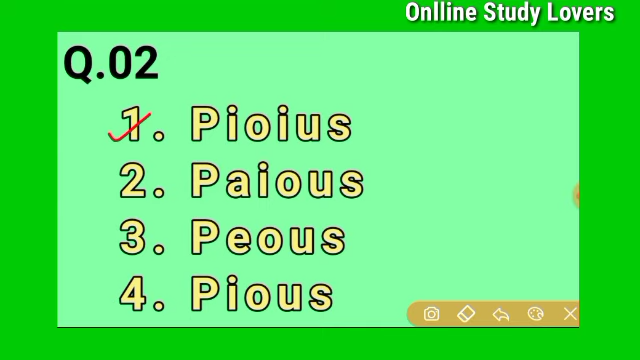 Onlline Study Lovers
Q.02
1. Pioius
2. Paious
3. Peous
4. Pious